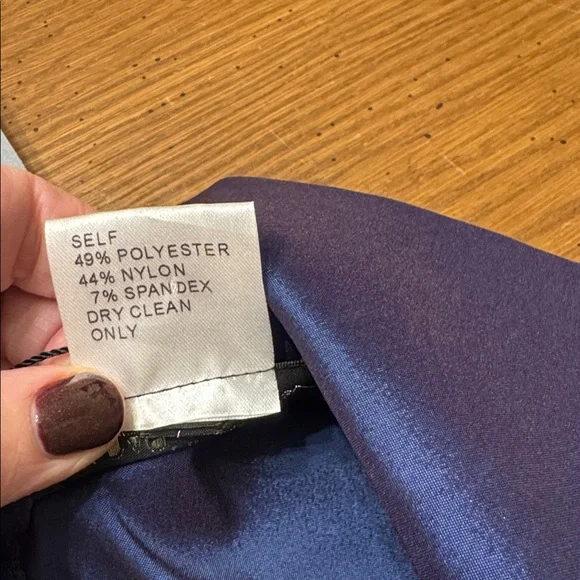 SELF
49% POLYESTER
44% NYLON
7% SPANDEX
DRY CLEAN
ONLY